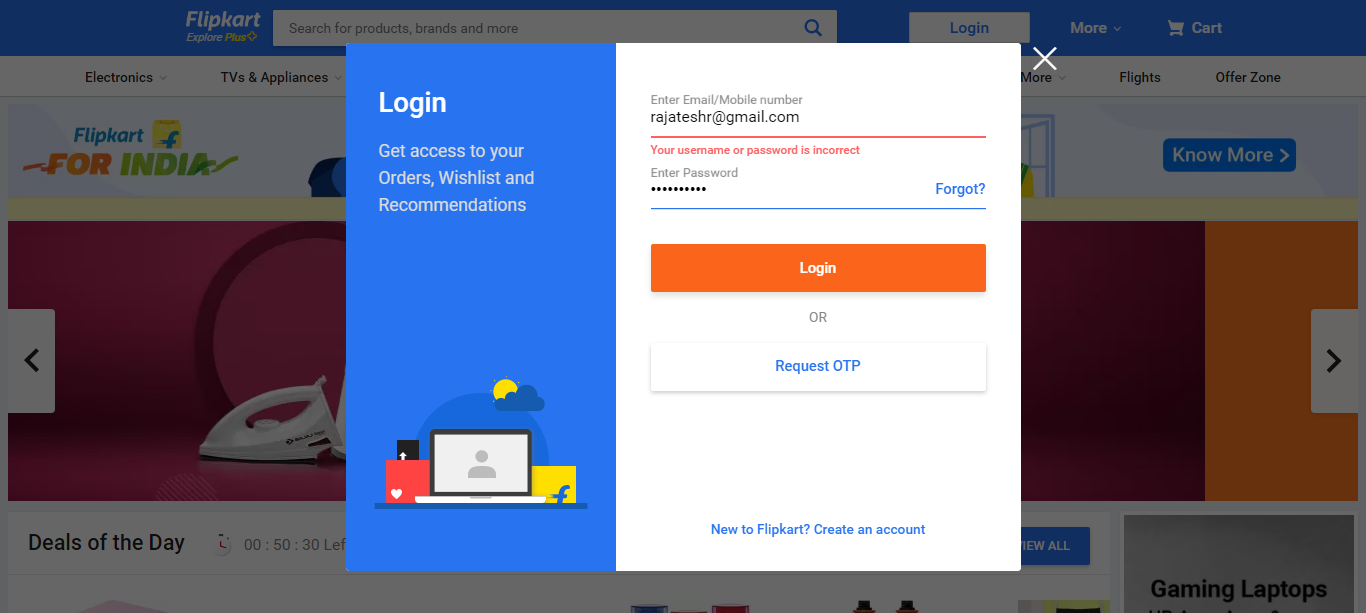 Flipkart
Explore Plus
Search for products, brands and more
Login
More
Cart
Electronics
TVs & Appliances
More
Flights
Offer Zone
Flipkart
FOR INDIA
Know More
Login
Get access to your
Orders, Wishlist and
Recommendations
Enter Email/Mobile number
rajateshr@gmail.com
Your username or password is incorrect
Enter Password
••••••••••
Forgot?
Login
OR
Request OTP
New to Flipkart? Create an account
BAJAJ
Deals of the Day
00 : 50 : 30 Lef
VIEW ALL
Gaming Laptops